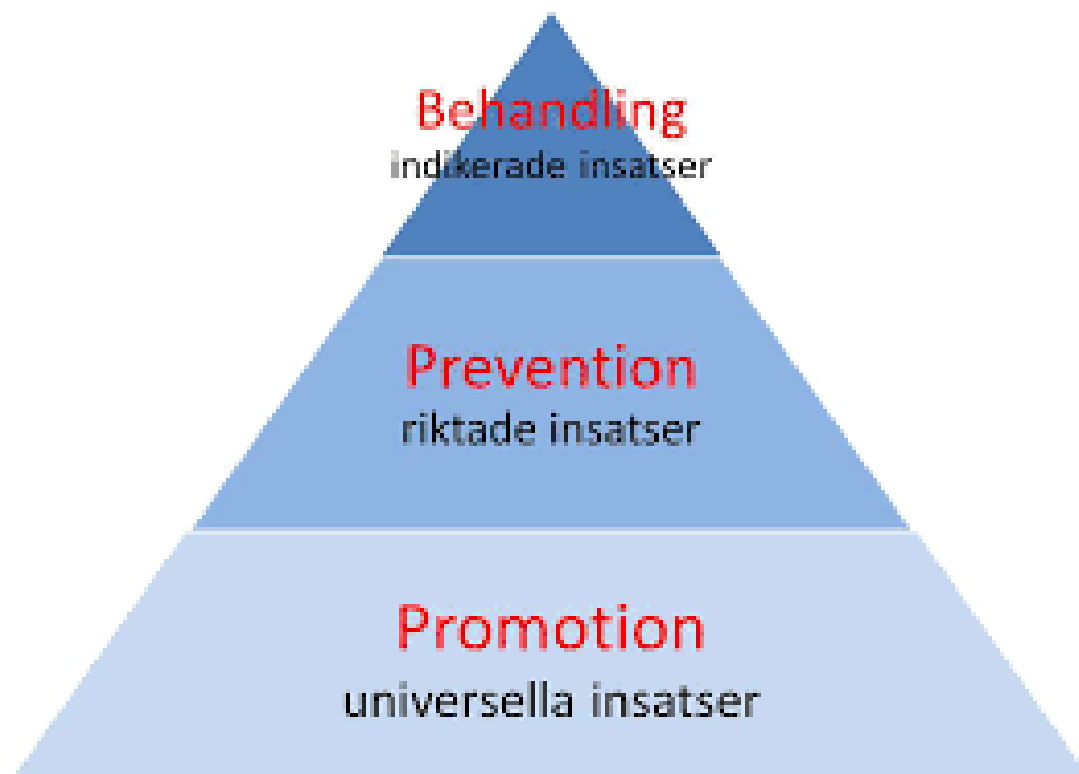 Behandling
indikerade insatser
Prevention
riktade insatser
Promotion
universella insatser